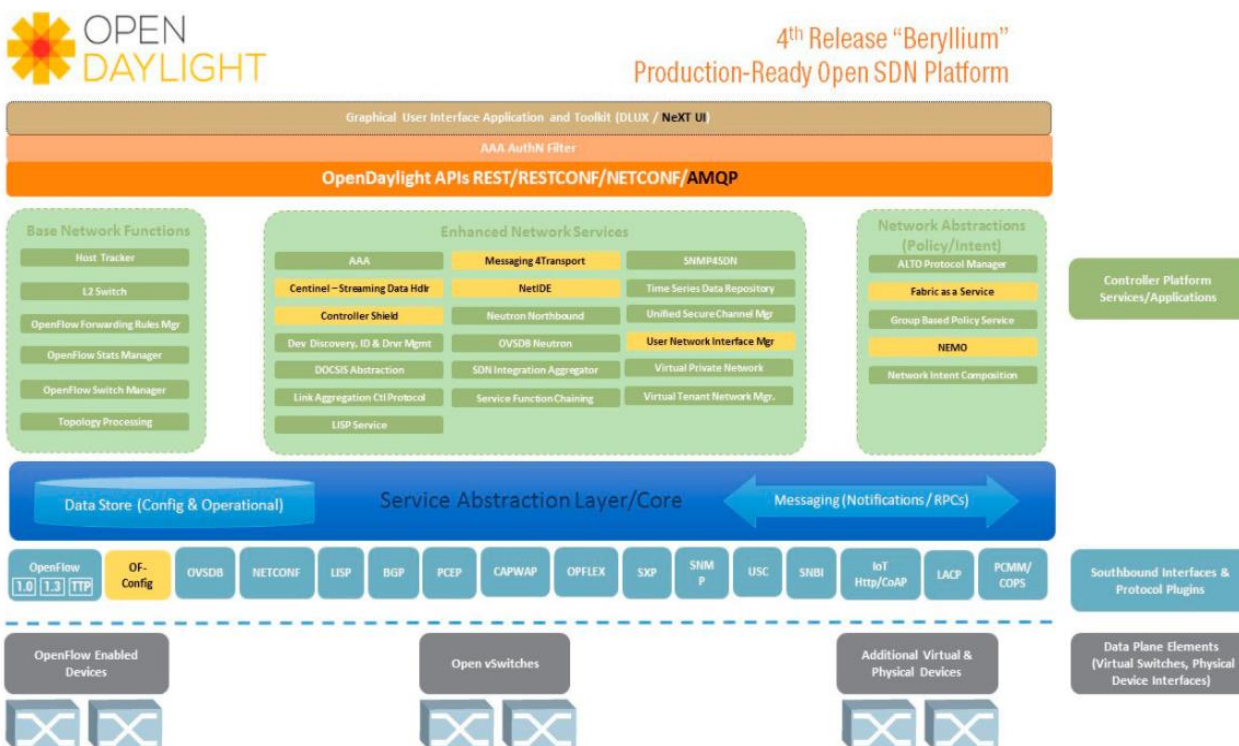 OPEN
DAYLIGHT
4th Release “Beryllium”
Production-Ready Open SDN Platform
Graphical User Interface Application and Toolkit (DLUX / NeXT UI)
AAA AuthN Filter
OpenDaylight APIs REST/RESTCONF/NETCONF/AMQP
Base Network Functions
Host Tracker
L2 Switch
OpenFlow Forwarding Rules Mgr
OpenFlow Stats Manager
OpenFlow Switch Manager
Topology Processing
Enhanced Network Services
AAA
Centinel – Streaming Data Hdlr
Controller Shield
Dev Discovery, ID & Drvr Mgmt
DOCSIS Abstraction
Link Aggregation Ctl Protocol
LISP Service
Messaging 4Transport
NetIDE
Neutron Northbound
OVSDB Neutron
SDN Integration Aggregator
Service Function Chaining
SNMP4SDN
Time Series Data Repository
Unified Secure Channel Mgr
User Network Interface Mgr
Virtual Private Network
Virtual Tenant Network Mgr.
Network Abstractions
(Policy/Intent)
ALTO Protocol Manager
Fabric as a Service
Group Based Policy Service
NEMO
Network Intent Composition
Controller Platform
Services/Applications
Data Store (Config & Operational)
Service Abstraction Layer/Core
Messaging (Notifications / RPCs)
OpenFlow
1.0 1.3 TTP
OF-
Config
OVSDB
NETCONF
LISP
BGP
PCEP
CAPWAP
OPFLEX
SXP
SNM
P
USC
SNBI
IoT
Http/CoAP
LACP
PCMM/
COPS
Southbound Interfaces &
Protocol Plugins
OpenFlow Enabled
Devices
Open vSwitches
Additional Virtual &
Physical Devices
Data Plane Elements
(Virtual Switches, Physical
Device Interfaces)